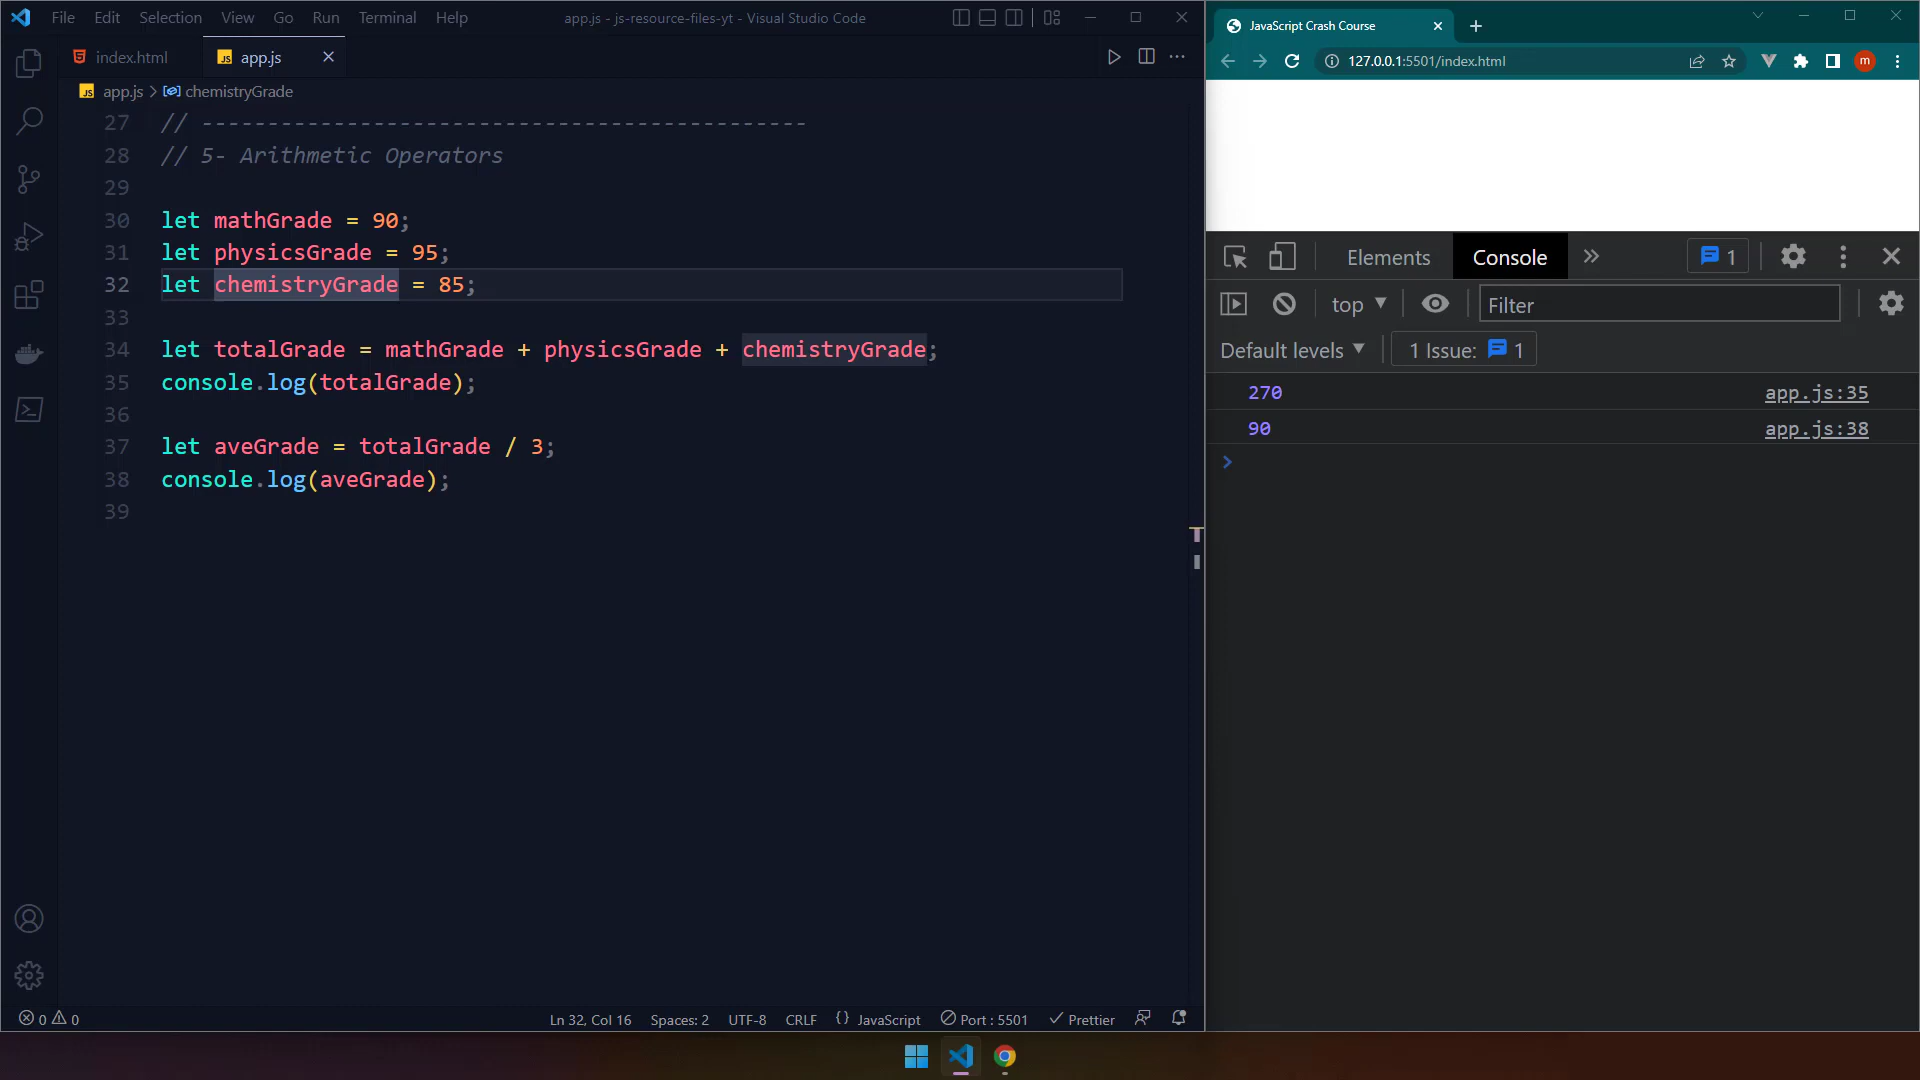 File Edit Selection View Go Run Terminal Help
app.js - js-resource-files-yt - Visual Studio Code
index.html
JS app.js
JS app.js > chemistryGrade
27 // ----------------------------------------------
28 // 5- Arithmetic Operators
29
30 let mathGrade = 90;
31 let physicsGrade = 95;
32 let chemistryGrade = 85;
33
34 let totalGrade = mathGrade + physicsGrade + chemistryGrade;
35 console.log(totalGrade);
36
37 let aveGrade = totalGrade / 3;
38 console.log(aveGrade);
39
0 0
Ln 32, Col 16 Spaces: 2 UTF-8 CRLF {} JavaScript Port : 5501 Prettier
JavaScript Crash Course
127.0.0.1:5501/index.html
m
Elements Console » 1
top Filter
Default levels 1 Issue: 1
270 app.js:35
90 app.js:38
>